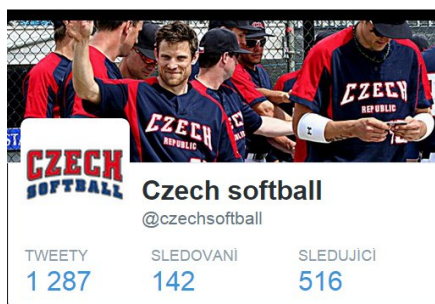 CZECH
REPUBLIC
CZECH
REPUBLIC
CZECH
SOFTBALL
Czech softball
@czechsoftball
TWEETY
SLEDOVANÍ
SLEDUJÍCÍ
1 287
142
516